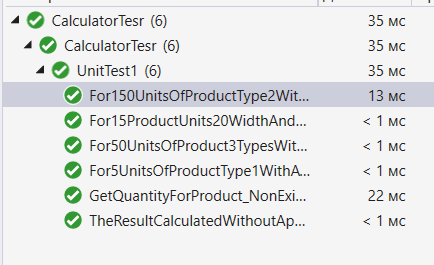 CalculatorTesr (6) 35 мс
CalculatorTesr (6) 35 мс
UnitTest1 (6) 35 мс
For150UnitsOfProductType2Wit... 13 мс
For15ProductUnits20WidthAnd... < 1 мс
For50UnitsOfProduct3TypesWit... < 1 мс
For5UnitsOfProductType1WithA... < 1 мс
GetQuantityForProduct_NonExi... 22 мс
TheResultCalculatedWithoutAp... < 1 мс